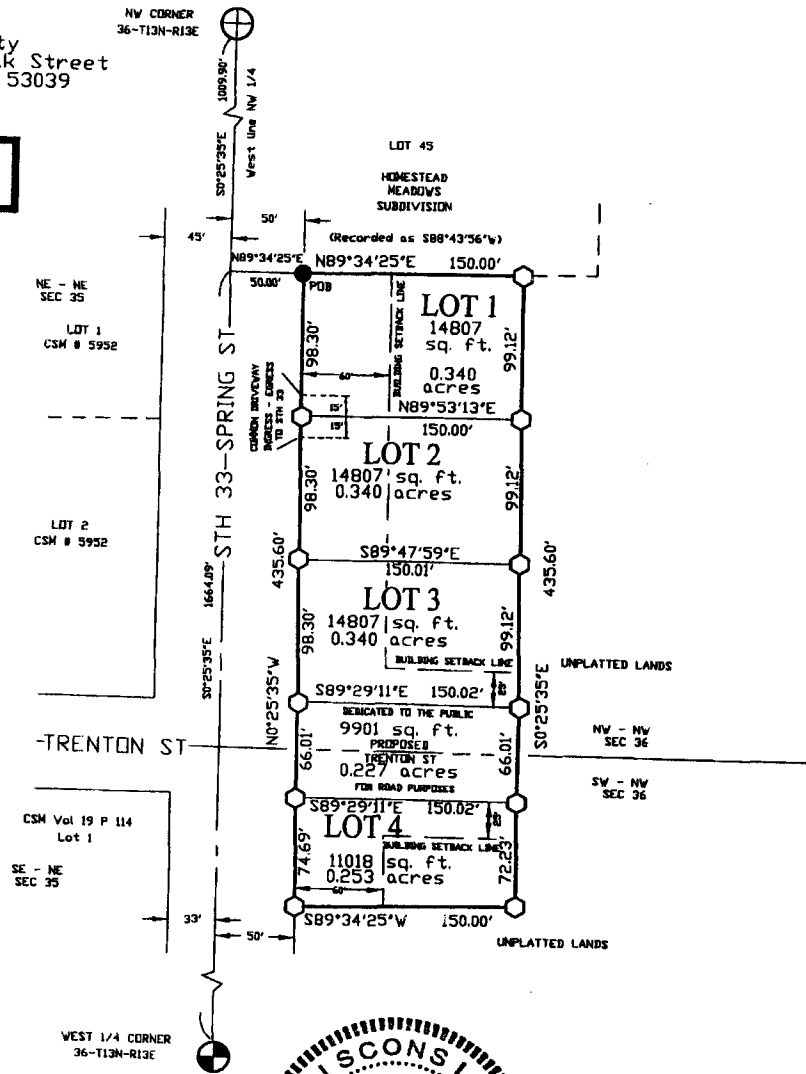 NW CORNER
36-T13N-R13E
ty
k Street
53039
1009.90'
S0°25'35"E
West line NW 1/4
LOT 45
HOMESTEAD
MEADOWS
SUBDIVISION
50'
45'
(Recorded as S88°43'56"W)
N89°34'25"E
N89°34'25"E 150.00'
50.00'
POB
NE - NE
SEC 35
LOT 1
CSM # 5952
BUILDING SETBACK LINE
LOT 1
14807
sq. ft.
0.340
acres
98.30'
99.12'
60'
COMMON DRIVEWAY
INGRESS - EGRESS
TO STH 33
15'
15'
N89°53'13"E
150.00'
STH 33-SPRING ST
LOT 2
14807 sq. ft.
0.340 acres
98.30'
99.12'
LOT 2
CSM # 5952
S89°47'59"E
150.01'
435.60'
435.60'
1664.09'
S0°25'35"E
LOT 3
14807 sq. ft.
0.340 acres
98.30'
99.12'
BUILDING SETBACK LINE
25'
UNPLATTED LANDS
N0°25'35"W
S0°25'35"E
S89°29'11"E 150.02'
DEDICATED TO THE PUBLIC
9901 sq. ft.
PROPOSED
TRENTON ST
0.227 acres
FOR ROAD PURPOSES
66.01'
66.01'
NW - NW
SEC 36
-TRENTON ST
SW - NW
SEC 36
S89°29'11"E 150.02'
LOT 4
25'
BUILDING SETBACK LINE
11018 sq. ft.
0.253 acres
74.69'
72.23'
60'
CSM Vol 19 P 114
Lot 1
SE - NE
SEC 35
S89°34'25"W 150.00'
33'
50'
UNPLATTED LANDS
WEST 1/4 CORNER
36-T13N-R13E
SCONS